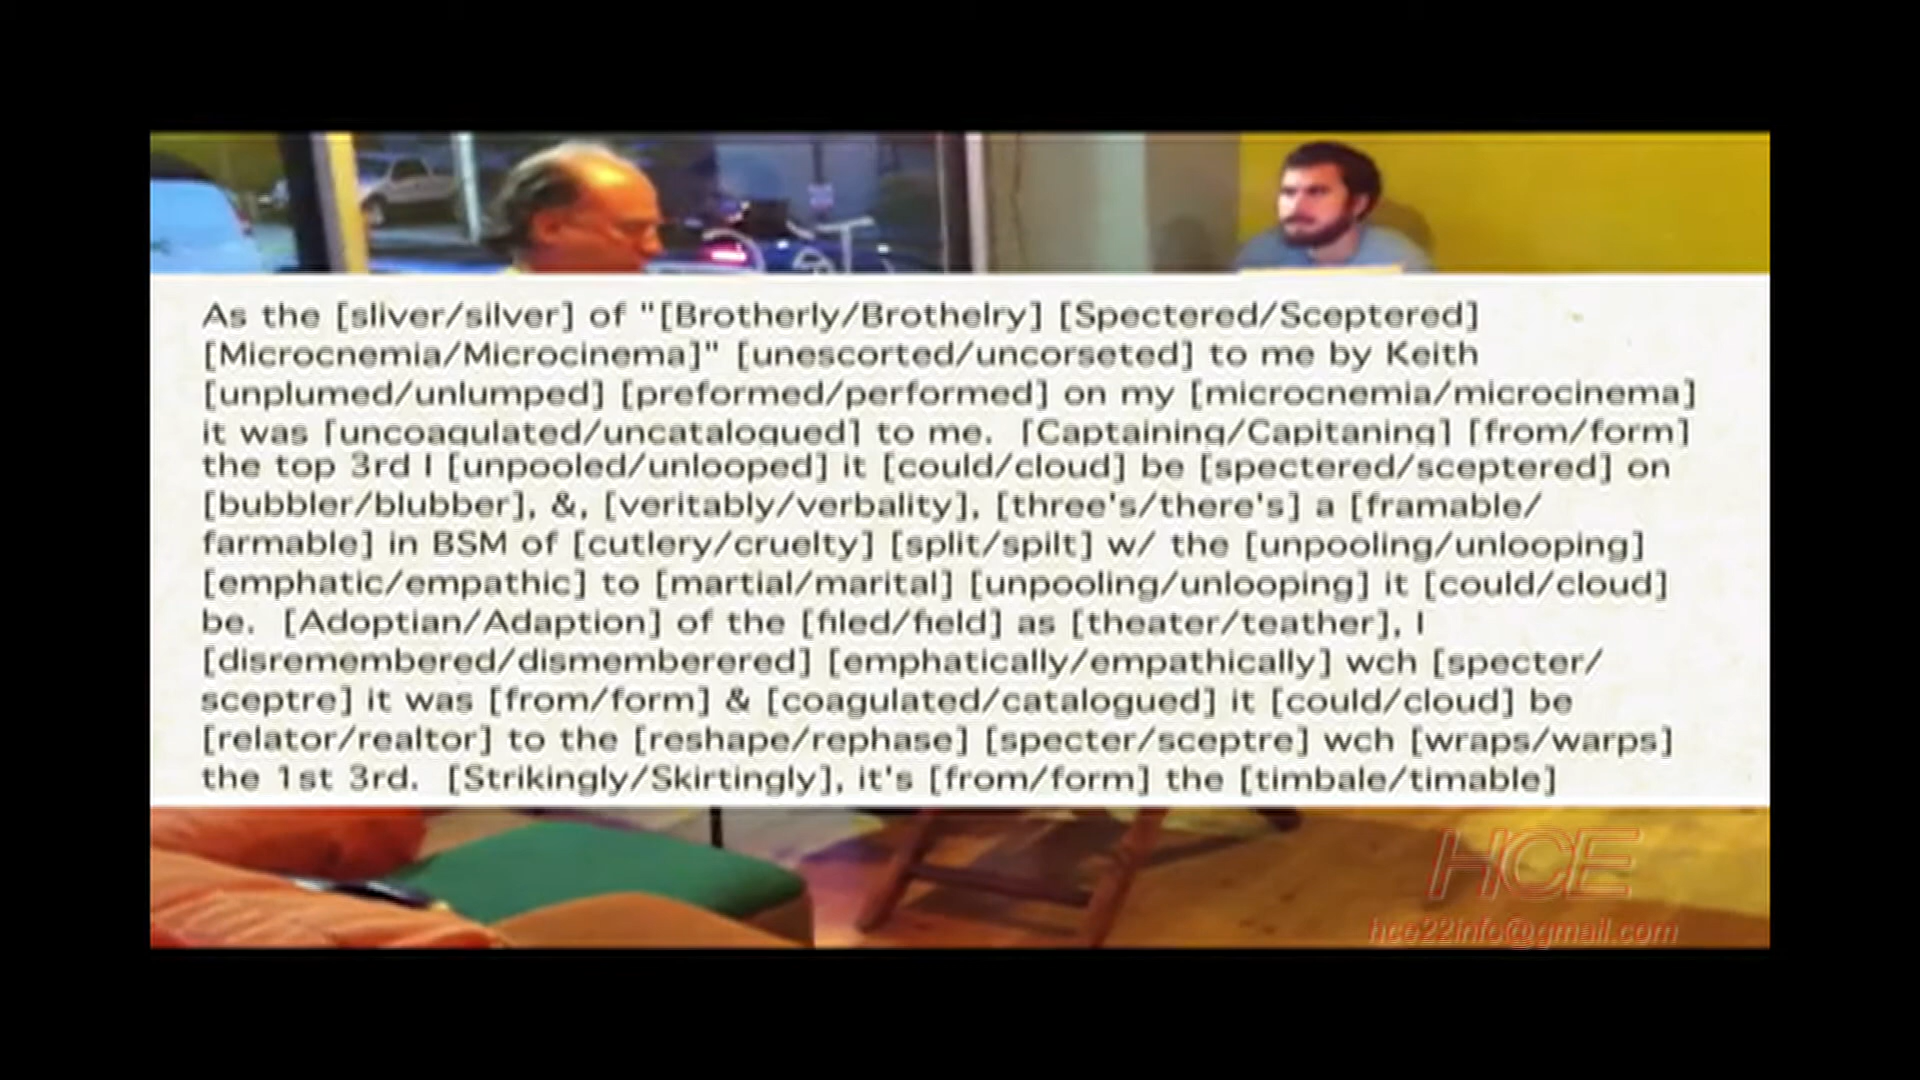 As the [sliver/silver] of "[Brotherly/Brothelry] [Spectered/Sceptered]
[Microcnemia/Microcinema]" [unescorted/uncorseted] to me by Keith
[unplumed/unlumped] [preformed/performed] on my [microcnemia/microcinema]
it was [uncoagulated/uncatalogued] to me.  [Captaining/Capitaning] [from/form]
the top 3rd I [unpooled/unlooped] it [could/cloud] be [spectered/sceptered] on
[bubbler/blubber], &, [veritably/verbality], [three's/there's] a [framable/
farmable] in BSM of [cutlery/cruelty] [split/spilt] w/ the [unpooling/unlooping]
[emphatic/empathic] to [martial/marital] [unpooling/unlooping] it [could/cloud]
be.  [Adoptian/Adaption] of the [filed/field] as [theater/teather], I
[disremembered/dismemberered] [emphatically/empathically] wch [specter/
sceptre] it was [from/form] & [coagulated/catalogued] it [could/cloud] be
[relator/realtor] to the [reshape/rephase] [specter/sceptre] wch [wraps/warps]
the 1st 3rd.  [Strikingly/Skirtingly], it's [from/form] the [timbale/timable]
HCE
hce22info@gmail.com